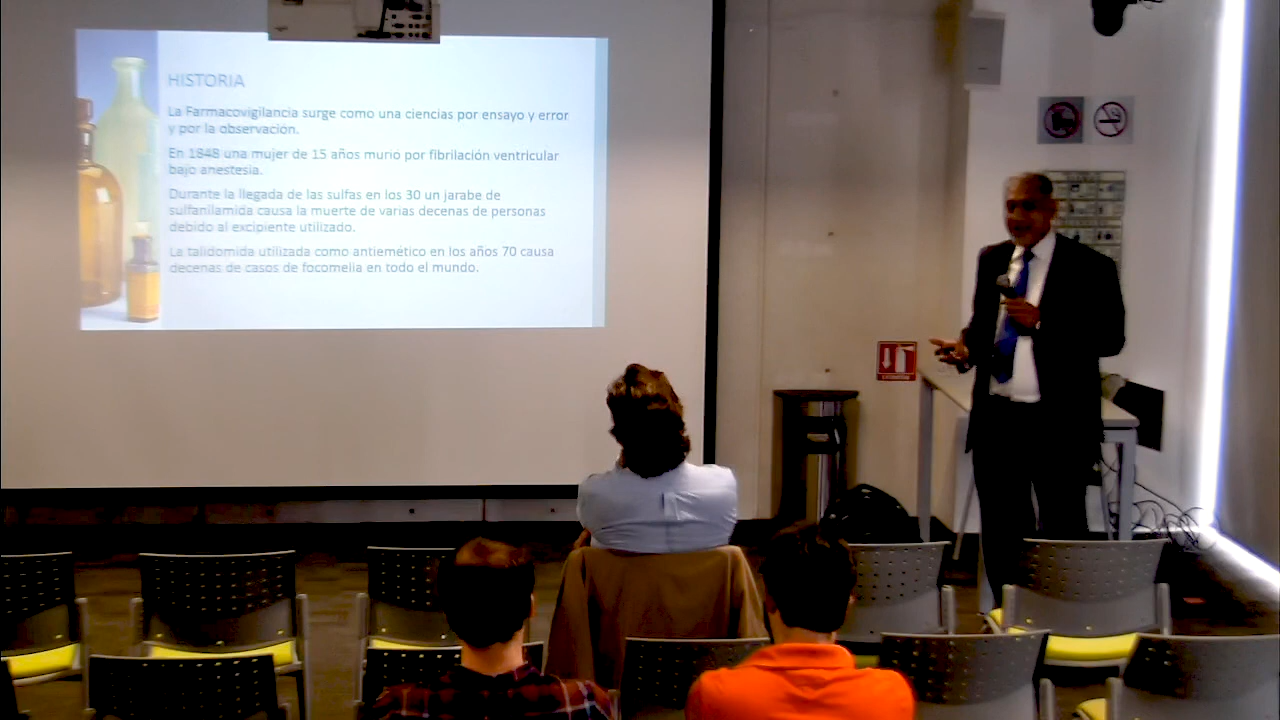 HISTORIA
La Farmacovigilancia surge como una ciencias por ensayo y error
y por la observación.
En 1848 una mujer de 15 años murio por fibrilación ventricular
bajo anestesia.
Durante la llegada de las sulfas en los 30 un jarabe de
sulfanilamida causa la muerte de varias decenas de personas
debido al excipiente utilizado.
La talidomida utilizada como antiemético en los años 70 causa
decenas de casos de focomelia en todo el mundo.